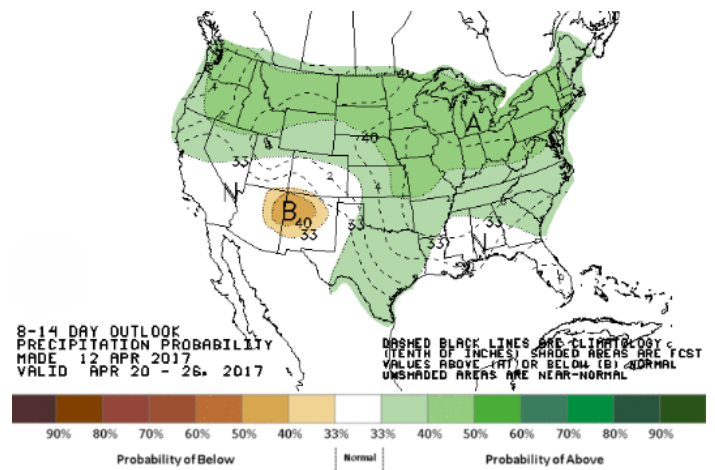 40
A
40
33
33
N
2
4
B
40
33
33
33
33
N
8-14 DAY OUTLOOK
PRECIPITATION PROBABILITY
MADE 12 APR 2017
VALID APR 20 - 26, 2017
DASHED BLACK LINES ARE CLIMATOLOGY
(TENTH OF INCHES) SHADED AREAS ARE FCST
VALUES ABOVE (A) OR BELOW (B) NORMAL
UNSHADED AREAS ARE NEAR-NORMAL
90% 80% 70% 60% 50% 40% 33% 33% 40% 50% 60% 70% 80% 90%
Probability of Below Normal Probability of Above